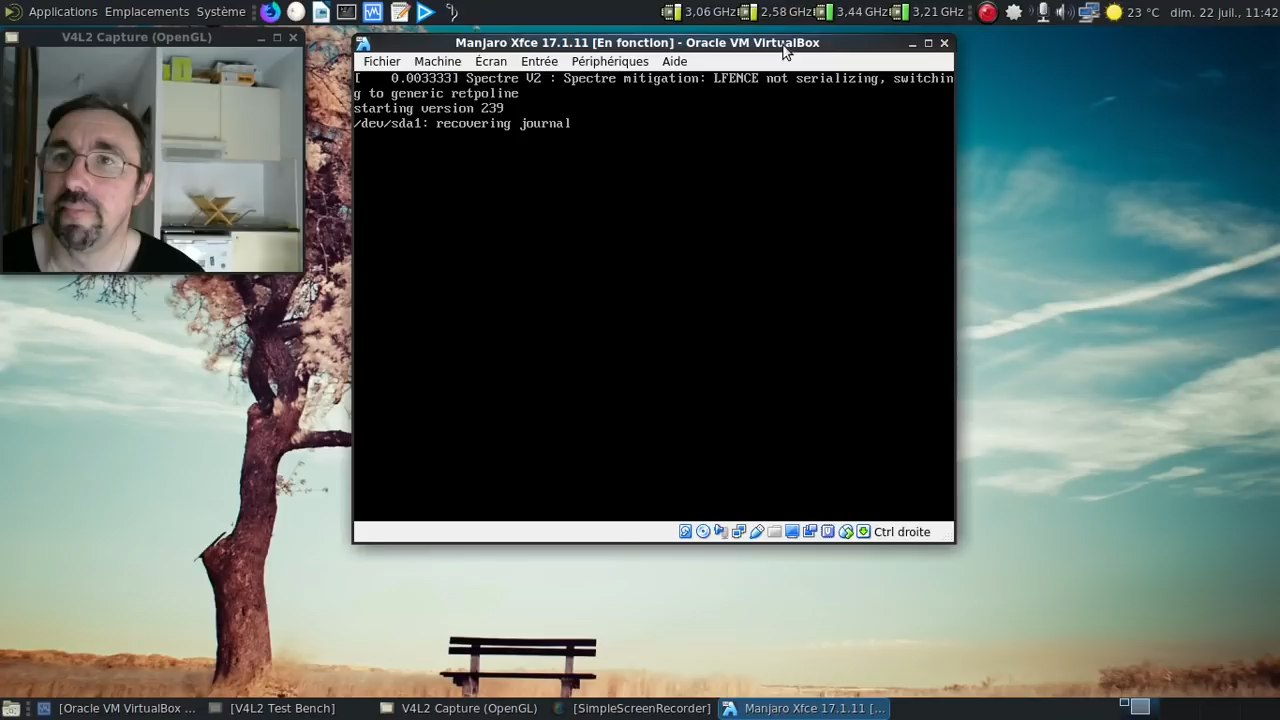 Applications Emplacements Système
3,06 GHz 2,58 GHz 3,44 GHz 3,21 GHz 23 °C dim. 22 juil., 11:42
V4L2 Capture (OpenGL)
Manjaro Xfce 17.1.11 [En fonction] - Oracle VM VirtualBox
Fichier Machine Écran Entrée Périphériques Aide
[    0.003333] Spectre V2 : Spectre mitigation: LFENCE not serializing, switchin
g to generic retpoline
starting version 239
/dev/sda1: recovering journal
Ctrl droite
[Oracle VM VirtualBox ... [V4L2 Test Bench] V4L2 Capture (OpenGL) [SimpleScreenRecorder] Manjaro Xfce 17.1.11 [...